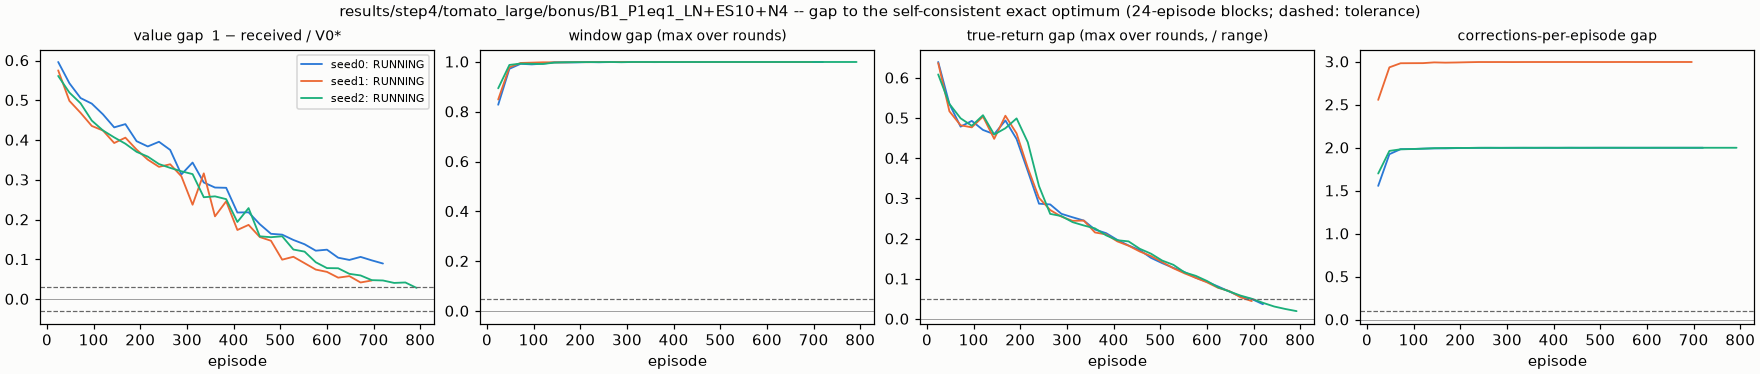 results/step4/tomato_large/bonus/B1_P1eq1_LN+ES10+N4 -- gap to the self-consistent exact optimum (24-episode blocks; dashed: tolerance)
value gap  1 − received / V0*
0.6
0.5
0.4
0.3
0.2
0.1
0.0
seed0: RUNNING
seed1: RUNNING
seed2: RUNNING
0 100 200 300 400 500 600 700 800
episode
window gap (max over rounds)
1.0
0.8
0.6
0.4
0.2
0.0
0 100 200 300 400 500 600 700 800
episode
true-return gap (max over rounds, / range)
0.6
0.5
0.4
0.3
0.2
0.1
0.0
0 100 200 300 400 500 600 700 800
episode
corrections-per-episode gap
3.0
2.5
2.0
1.5
1.0
0.5
0.0
0 100 200 300 400 500 600 700 800
episode